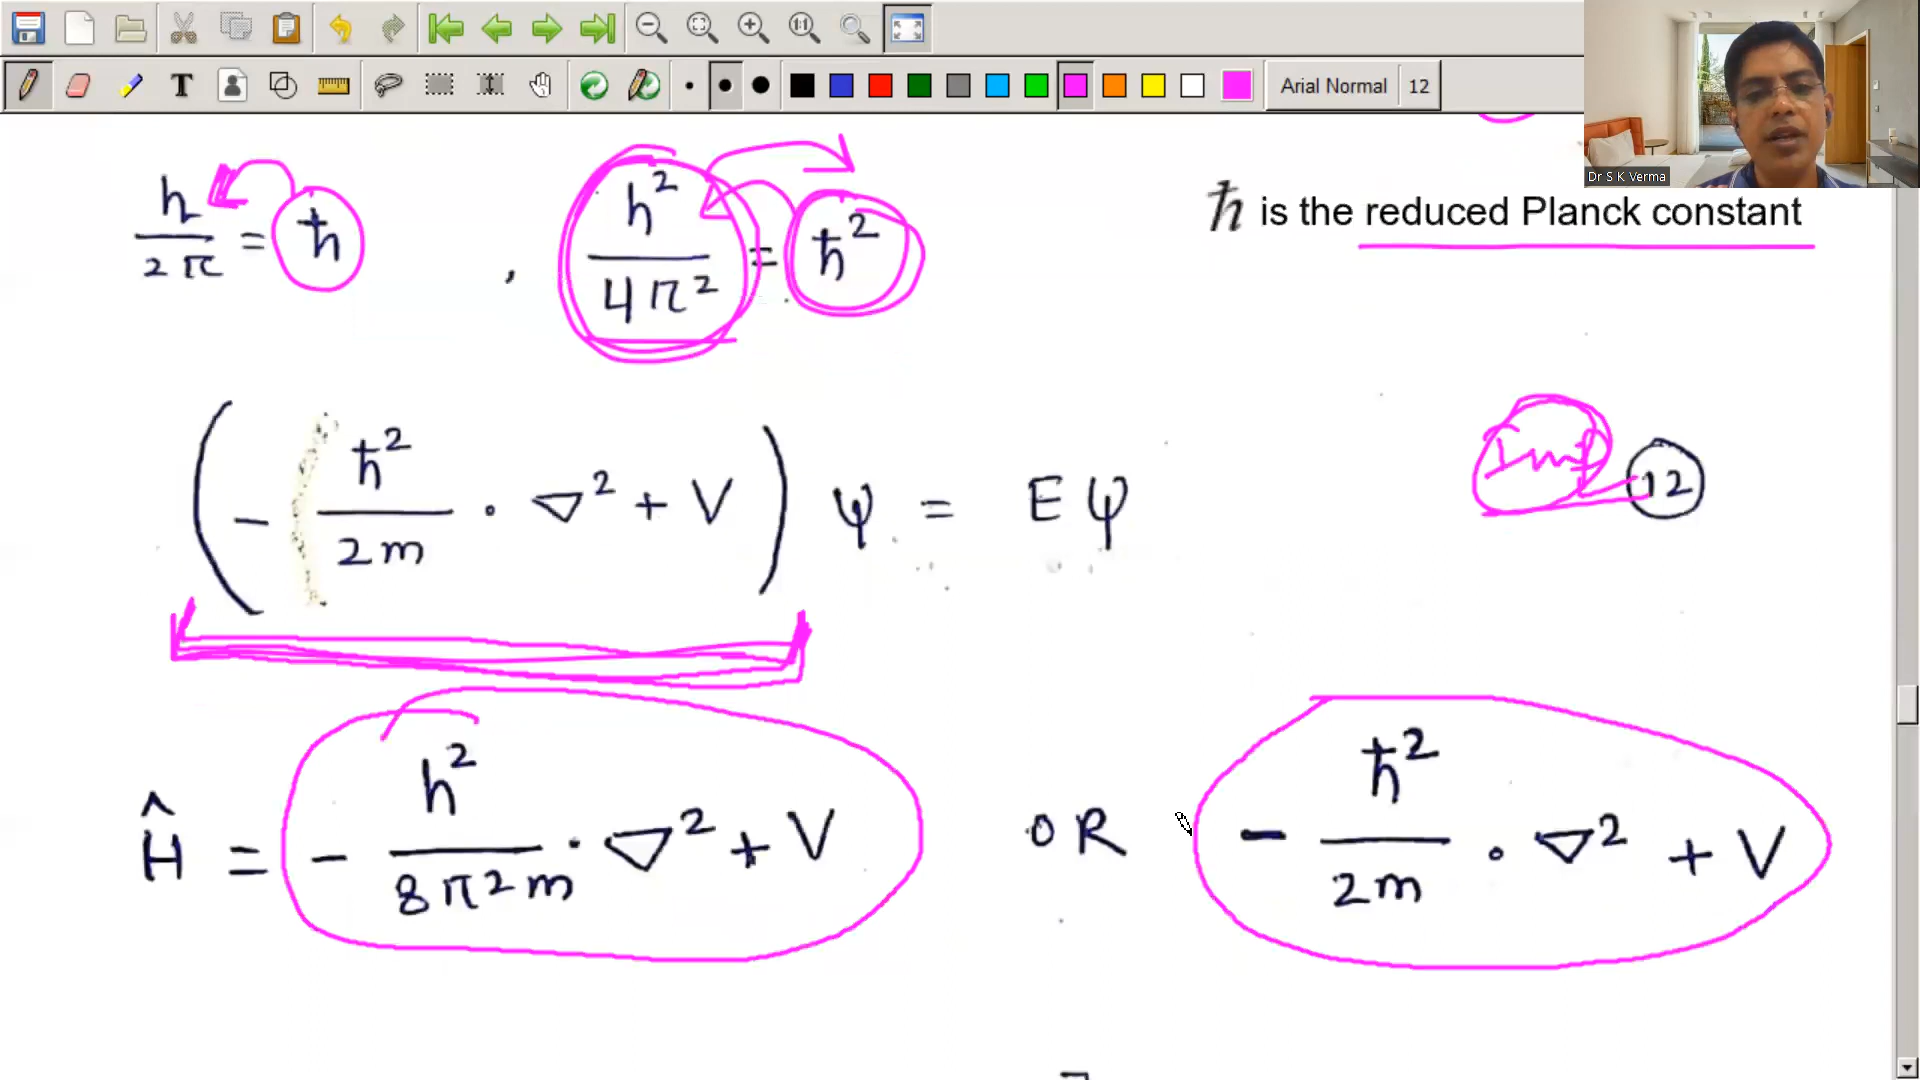 Arial Normal 12
Dr S K Verma
h/2π = ħ , h²/4π² = ħ²
ħ is the reduced Planck constant
(- ħ²/2m · ∇² + V) ψ = Eψ
Imp 12
Ĥ = - h²/8π²m · ∇² + V OR - ħ²/2m · ∇² + V